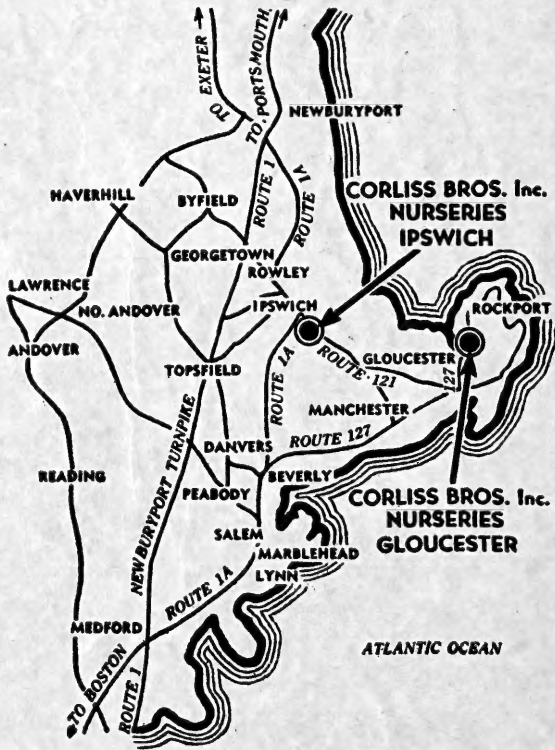 TO EXETER
TO PORTSMOUTH
NEWBURYPORT
ROUTE 1
ROUTE 1A
HAVERHILL
BYFIELD
CORLISS BROS. Inc.
NURSERIES
IPSWICH
GEORGETOWN
ROWLEY
LAWRENCE
NO. ANDOVER
IPSWICH
ROCKPORT
ANDOVER
TOPSFIELD
ROUTE 1A
ROUTE·121
GLOUCESTER
127
MANCHESTER
NEWBURYPORT TURNPIKE
DANVERS
ROUTE 127
READING
PEABODY
BEVERLY
CORLISS BROS. Inc.
NURSERIES
GLOUCESTER
SALEM
MARBLEHEAD
LYNN
ROUTE 1A
MEDFORD
ATLANTIC OCEAN
TO BOSTON
ROUTE 1